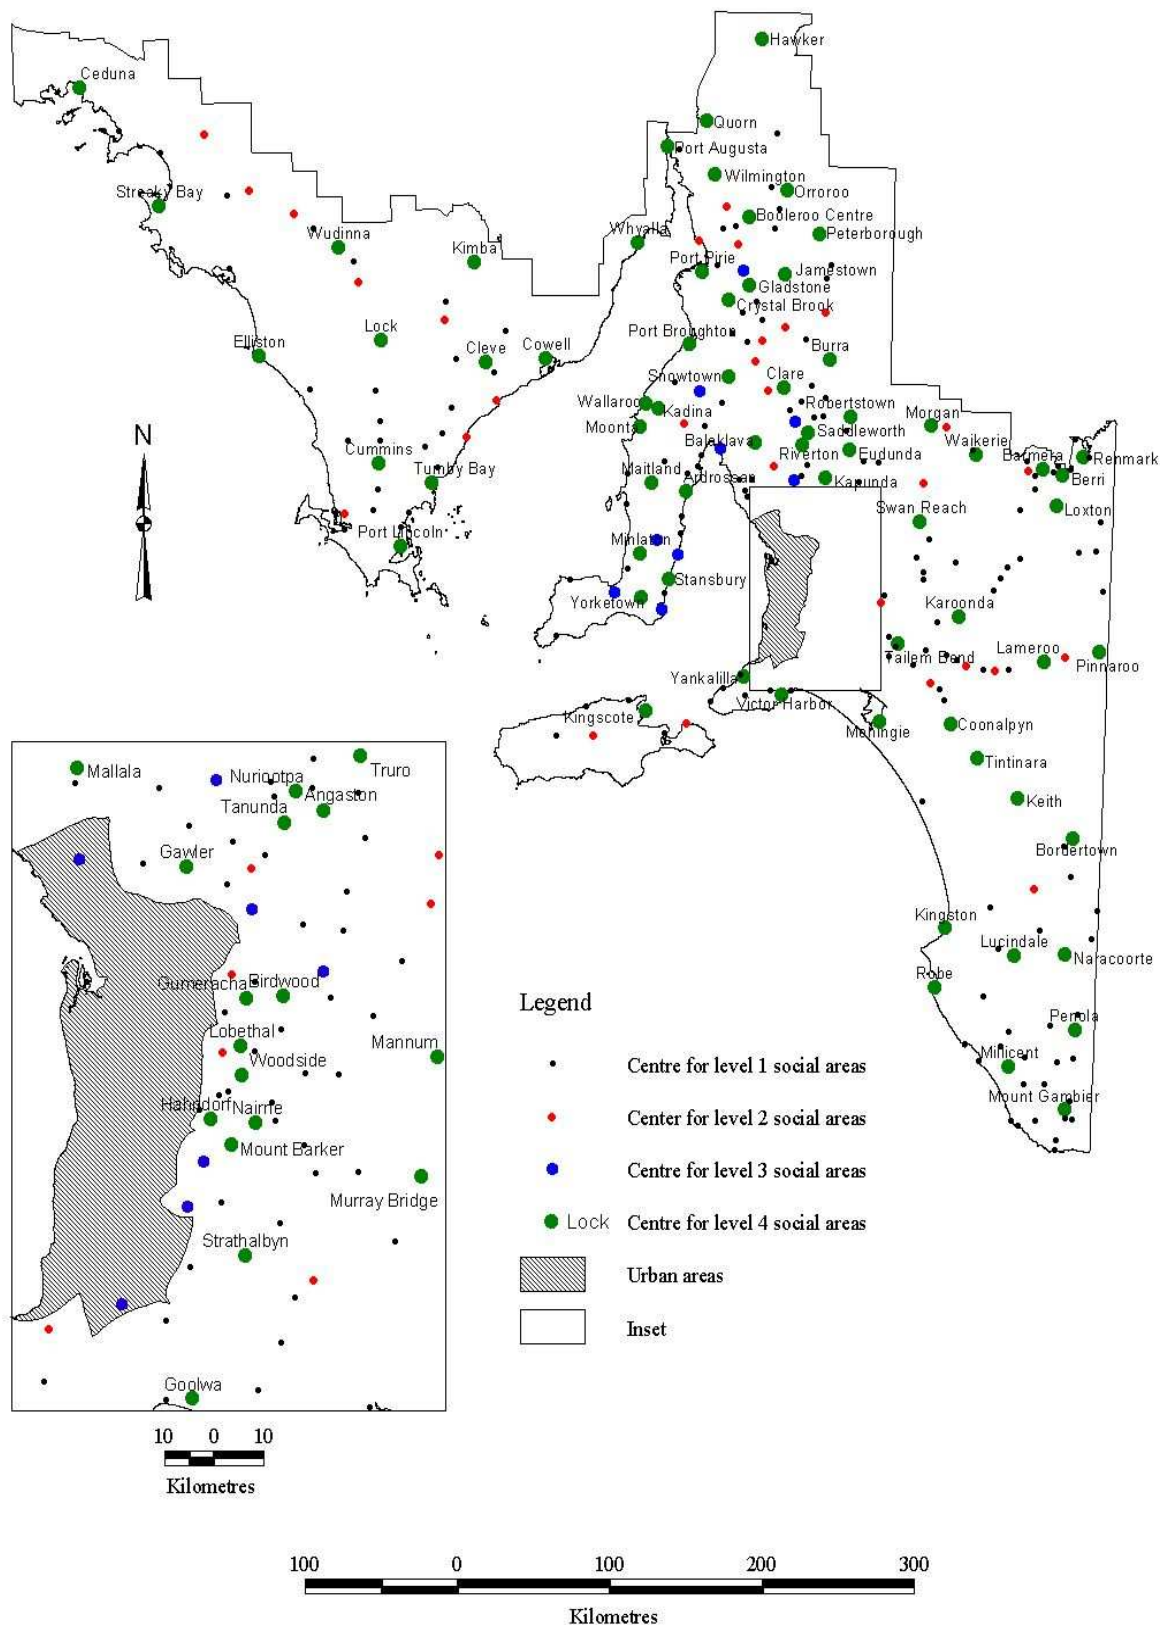 Hawker
Ceduna
Quorn
Port Augusta
Wilmington
Streaky Bay
Orroroo
Booleroo Centre
Wudinna
Whyalla
Peterborough
Kimba
Port Pirie
Jamestown
Gladstone
Crystal Brook
Lock
Port Broughton
Elliston
Cleve
Cowell
Burra
Snowtown
Clare
Wallaroo
Kadina
Robertstown
Morgan
Moonta
Saddleworth
N
Balaklava
Waikerie
Cummins
Riverton
Eudunda
Barmera
Renmark
Tumby Bay
Maitland
Ardrossan
Kapunda
Berri
Swan Reach
Loxton
Port Lincoln
Minlaton
Stansbury
Yorketown
Karoonda
Tailem Bend
Lameroo
Pinnaroo
Yankalilla
Victor Harbor
Kingscote
Meningie
Coonalpyn
Tintinara
Keith
Bordertown
Kingston
Lucindale
Naracoorte
Robe
Penola
Millicent
Mount Gambier
Mallala
Nuriootpa
Truro
Tanunda
Angaston
Gawler
Gumeracha
Birdwood
Lobethal
Mannum
Woodside
Hahndorf
Nairne
Mount Barker
Murray Bridge
Strathalbyn
Goolwa
10 0 10
Kilometres
Legend
Centre for level 1 social areas
Center for level 2 social areas
Centre for level 3 social areas
Lock Centre for level 4 social areas
Urban areas
Inset
100 0 100 200 300
Kilometres